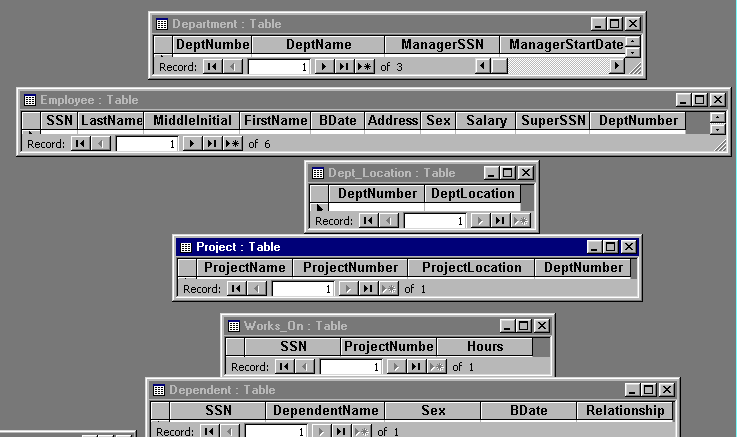 Department : Table
DeptNumbe DeptName ManagerSSN ManagerStartDate
Record: 1 of 3
Employee : Table
SSN LastName MiddleInitial FirstName BDate Address Sex Salary SuperSSN DeptNumber
Record: 1 of 6
Dept_Location : Table
DeptNumber DeptLocation
Record: 1
Project : Table
ProjectName ProjectNumber ProjectLocation DeptNumber
Record: 1 of 1
Works_On : Table
SSN ProjectNumbe Hours
Record: 1 of 1
Dependent : Table
SSN DependentName Sex BDate Relationship
Record: 1 of 1